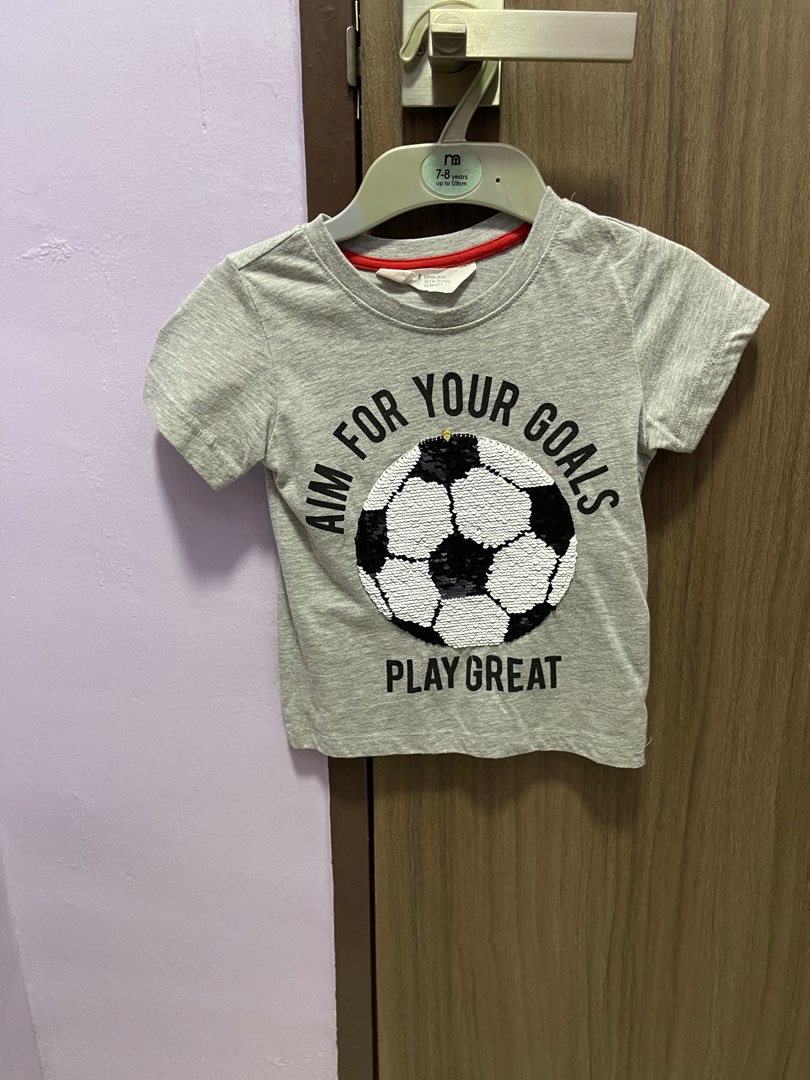 m
7-8 years
up to 128cm
AIM FOR YOUR GOALS
PLAY GREAT